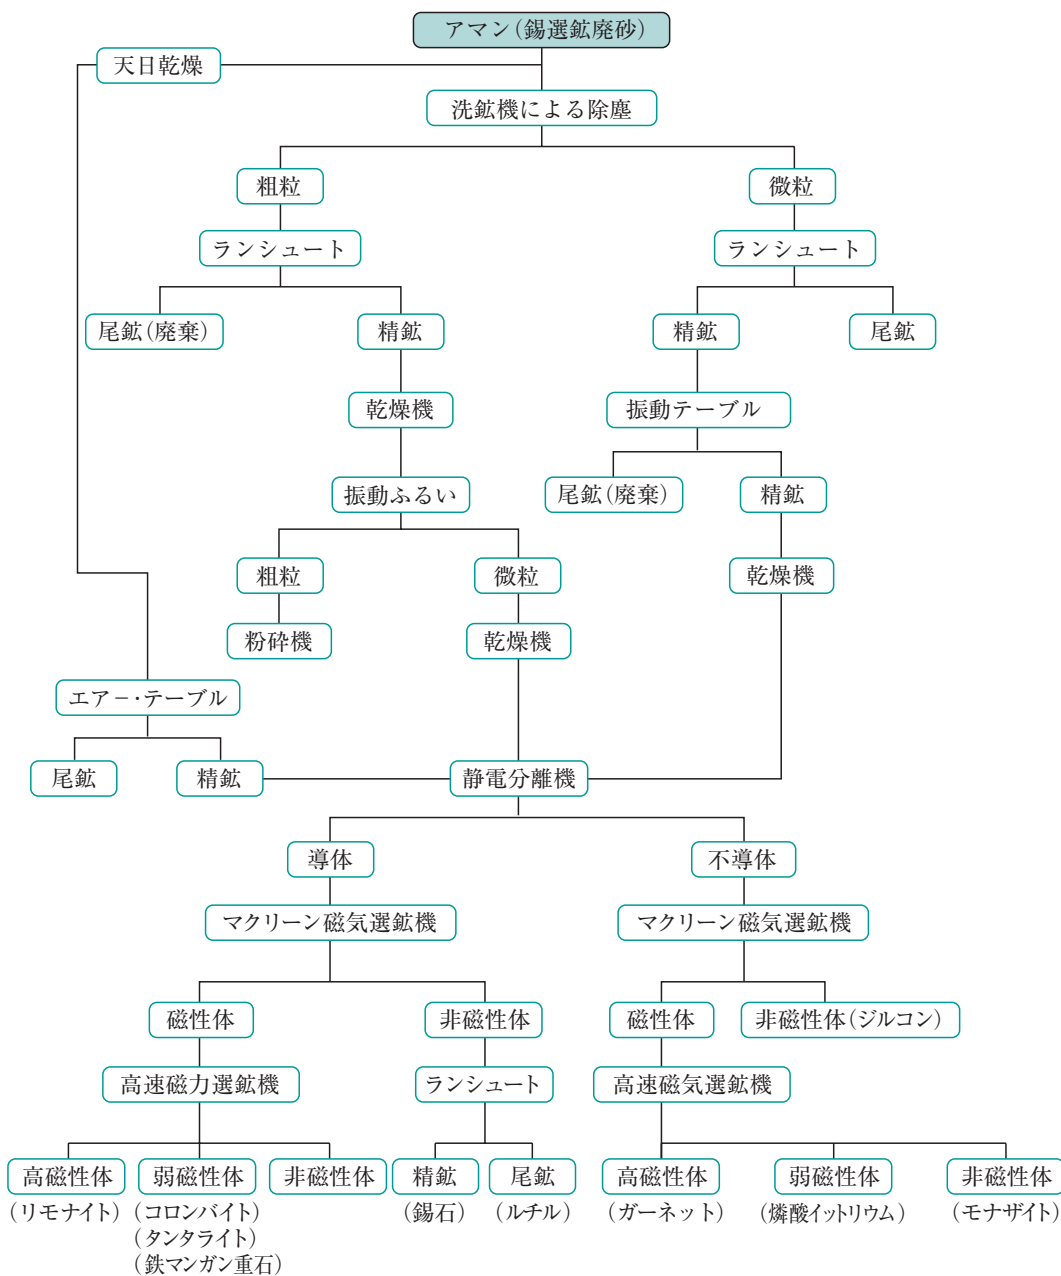 アマン(錫選鉱廃砂)
天日乾燥
洗鉱機による除塵
粗粒
微粒
ランシュート
ランシュート
尾鉱(廃棄)
精鉱
精鉱
尾鉱
乾燥機
振動テーブル
振動ふるい
尾鉱(廃棄)
精鉱
粗粒
微粒
乾燥機
粉砕機
乾燥機
エアー・テーブル
尾鉱
精鉱
静電分離機
導体
不導体
マクリーン磁気選鉱機
マクリーン磁気選鉱機
磁性体
非磁性体
磁性体
非磁性体(ジルコン)
高速磁力選鉱機
ランシュート
高速磁気選鉱機
高磁性体
(リモナイト)
弱磁性体
(コロンバイト)
(タンタライト)
(鉄マンガン重石)
非磁性体
精鉱
(錫石)
尾鉱
(ルチル)
高磁性体
(ガーネット)
弱磁性体
(燐酸イットリウム)
非磁性体
(モナザイト)